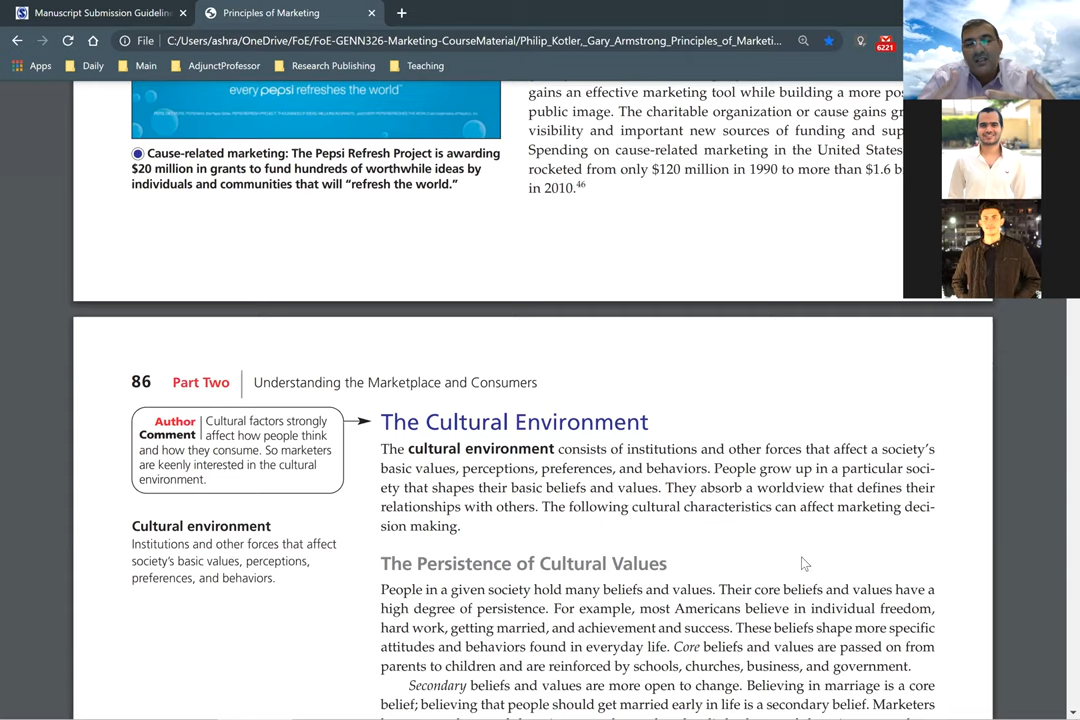 Manuscript Submission Guidelin
Principles of Marketing
File
C:/Users/ashra/OneDrive/FoE/FoE-GENN326-Marketing-CourseMaterial/Philip_Kotler,_Gary_Armstrong_Principles_of_Marketi...
6221
Apps
Daily
Main
AdjunctProfessor
Research Publishing
Teaching
every pepsi refreshes the world
Cause-related marketing: The Pepsi Refresh Project is awarding
$20 million in grants to fund hundreds of worthwhile ideas by
individuals and communities that will “refresh the world.”
gains an effective marketing tool while building a more pos
public image. The charitable organization or cause gains gr
visibility and important new sources of funding and sup
Spending on cause-related marketing in the United States
rocketed from only $120 million in 1990 to more than $1.6 b
in 2010.46
86 Part Two Understanding the Marketplace and Consumers
Author Comment
Cultural factors strongly
affect how people think
and how they consume. So marketers
are keenly interested in the cultural
environment.
Cultural environment
Institutions and other forces that affect
society’s basic values, perceptions,
preferences, and behaviors.
The Cultural Environment
The cultural environment consists of institutions and other forces that affect a society’s
basic values, perceptions, preferences, and behaviors. People grow up in a particular soci-
ety that shapes their basic beliefs and values. They absorb a worldview that defines their
relationships with others. The following cultural characteristics can affect marketing deci-
sion making.
The Persistence of Cultural Values
People in a given society hold many beliefs and values. Their core beliefs and values have a
high degree of persistence. For example, most Americans believe in individual freedom,
hard work, getting married, and achievement and success. These beliefs shape more specific
attitudes and behaviors found in everyday life. Core beliefs and values are passed on from
parents to children and are reinforced by schools, churches, business, and government.
Secondary beliefs and values are more open to change. Believing in marriage is a core
belief; believing that people should get married early in life is a secondary belief. Marketers